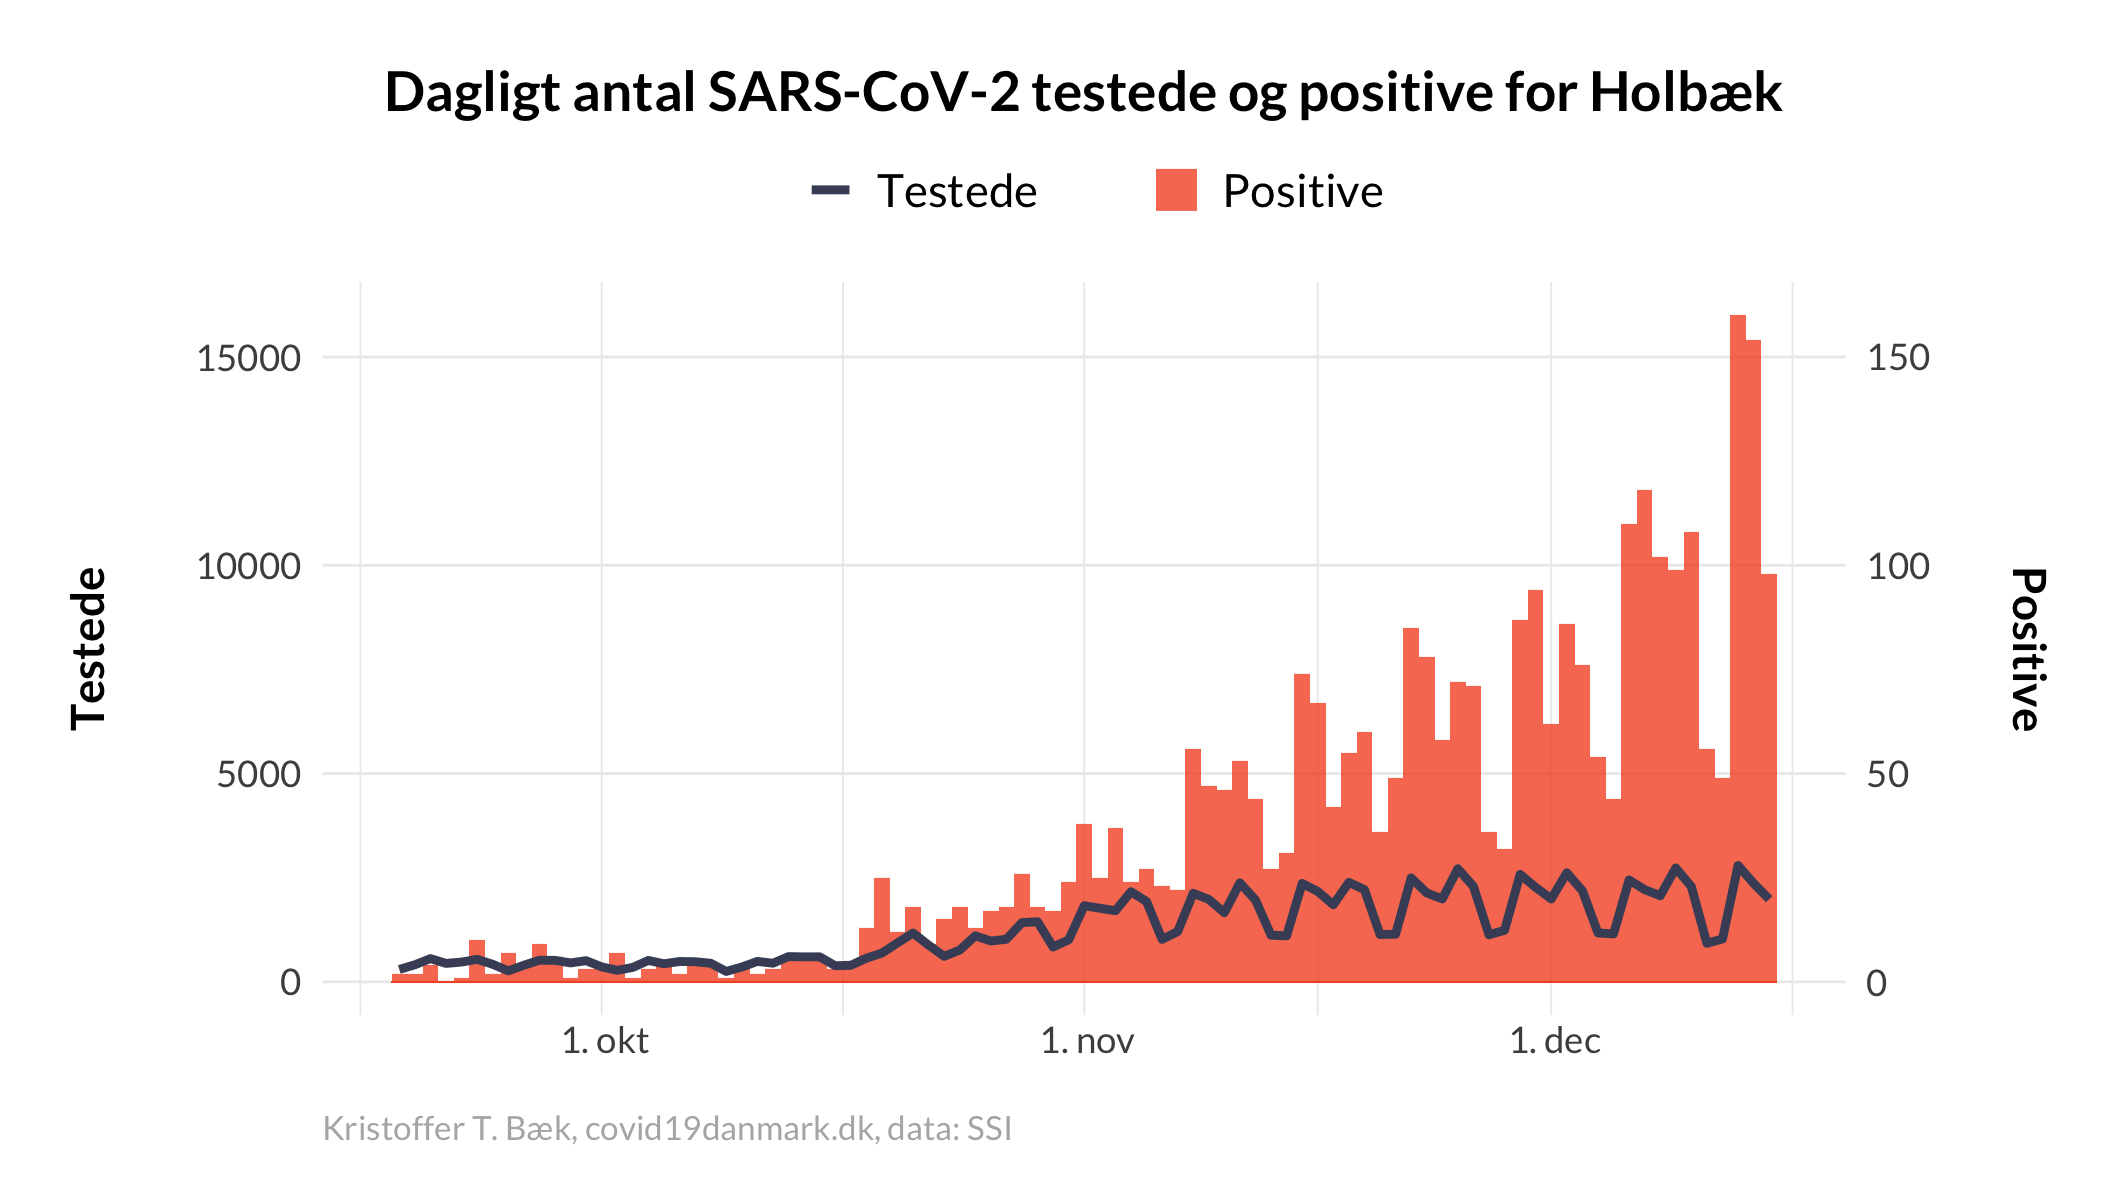 Dagligt antal SARS-CoV-2 testede og positive for Holbæk
Testede
Positive
15000
10000
5000
0
150
100
50
0
Testede
Positive
1. okt
1. nov
1. dec
Kristoffer T. Bæk, covid19danmark.dk, data: SSI